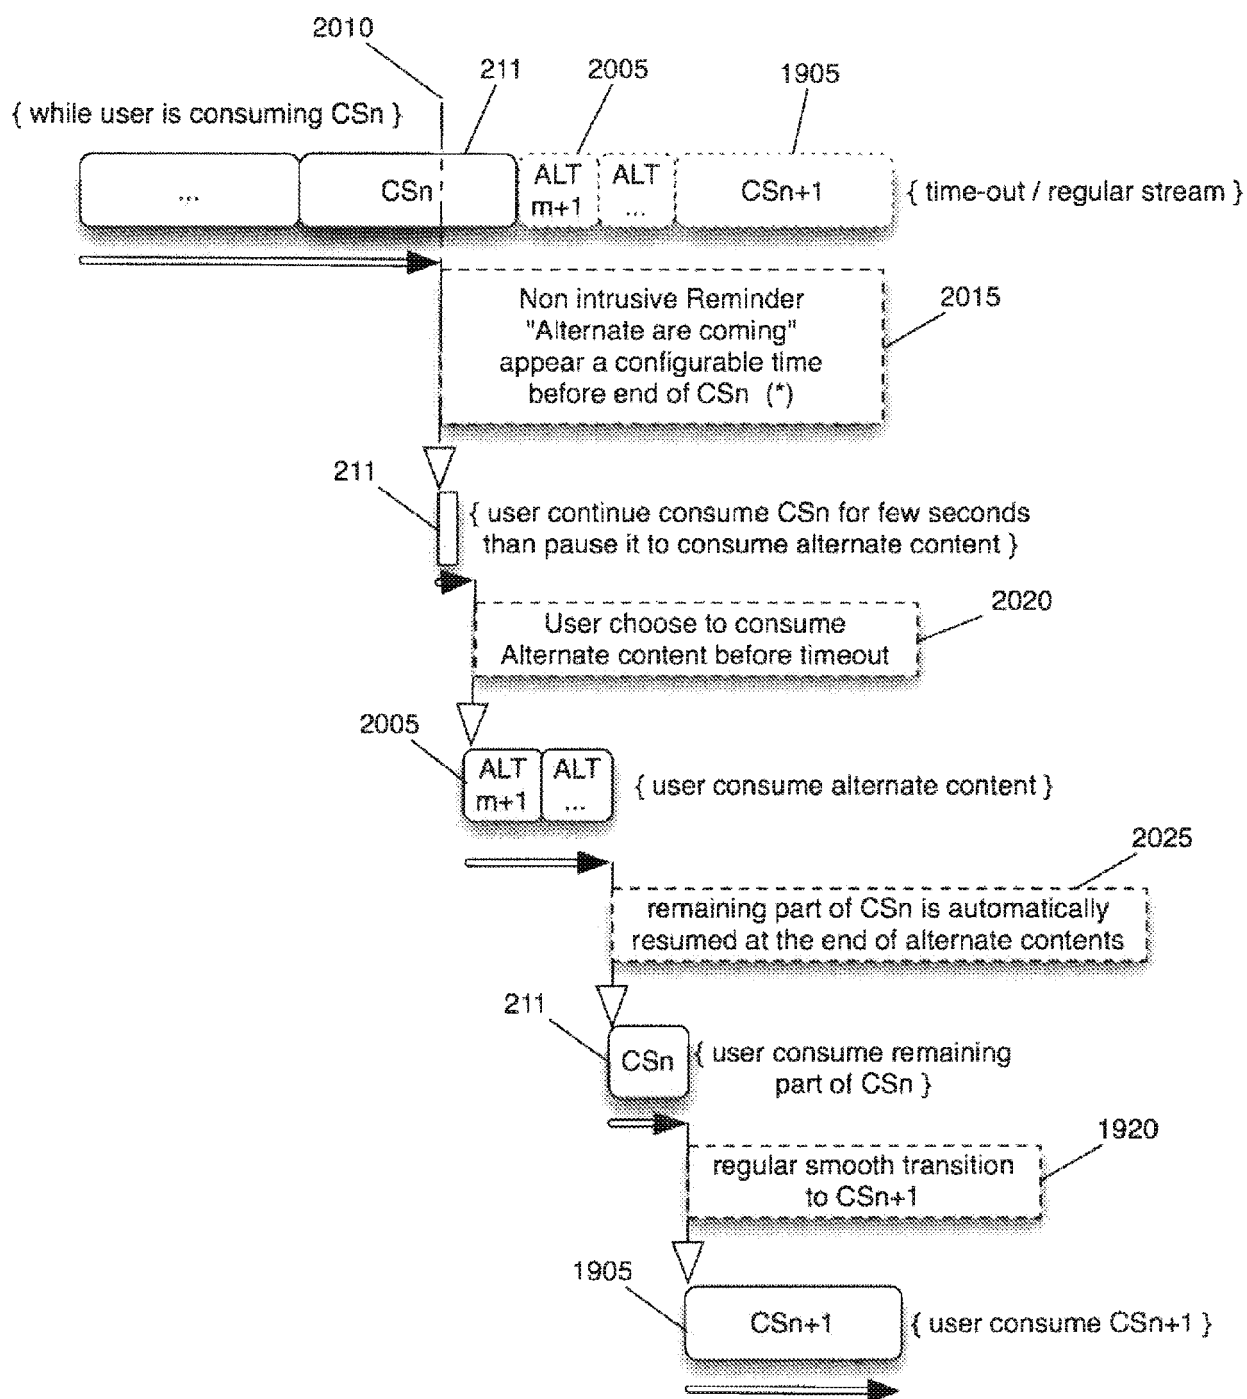 2010
211
2005
1905
{ while user is consuming CSn }
...
CSn
ALT
m+1
ALT
...
CSn+1
{ time-out / regular stream }
Non intrusive Reminder
"Alternate are coming"
appear a configurable time
before end of CSn (*)
2015
211
{ user continue consume CSn for few seconds
than pause it to consume alternate content }
User choose to consume
Alternate content before timeout
2020
2005
ALT
m+1
ALT
...
{ user consume alternate content }
2025
remaining part of CSn is automatically
resumed at the end of alternate contents
211
CSn
{ user consume remaining
part of CSn }
1920
regular smooth transition
to CSn+1
1905
CSn+1
{ user consume CSn+1 }